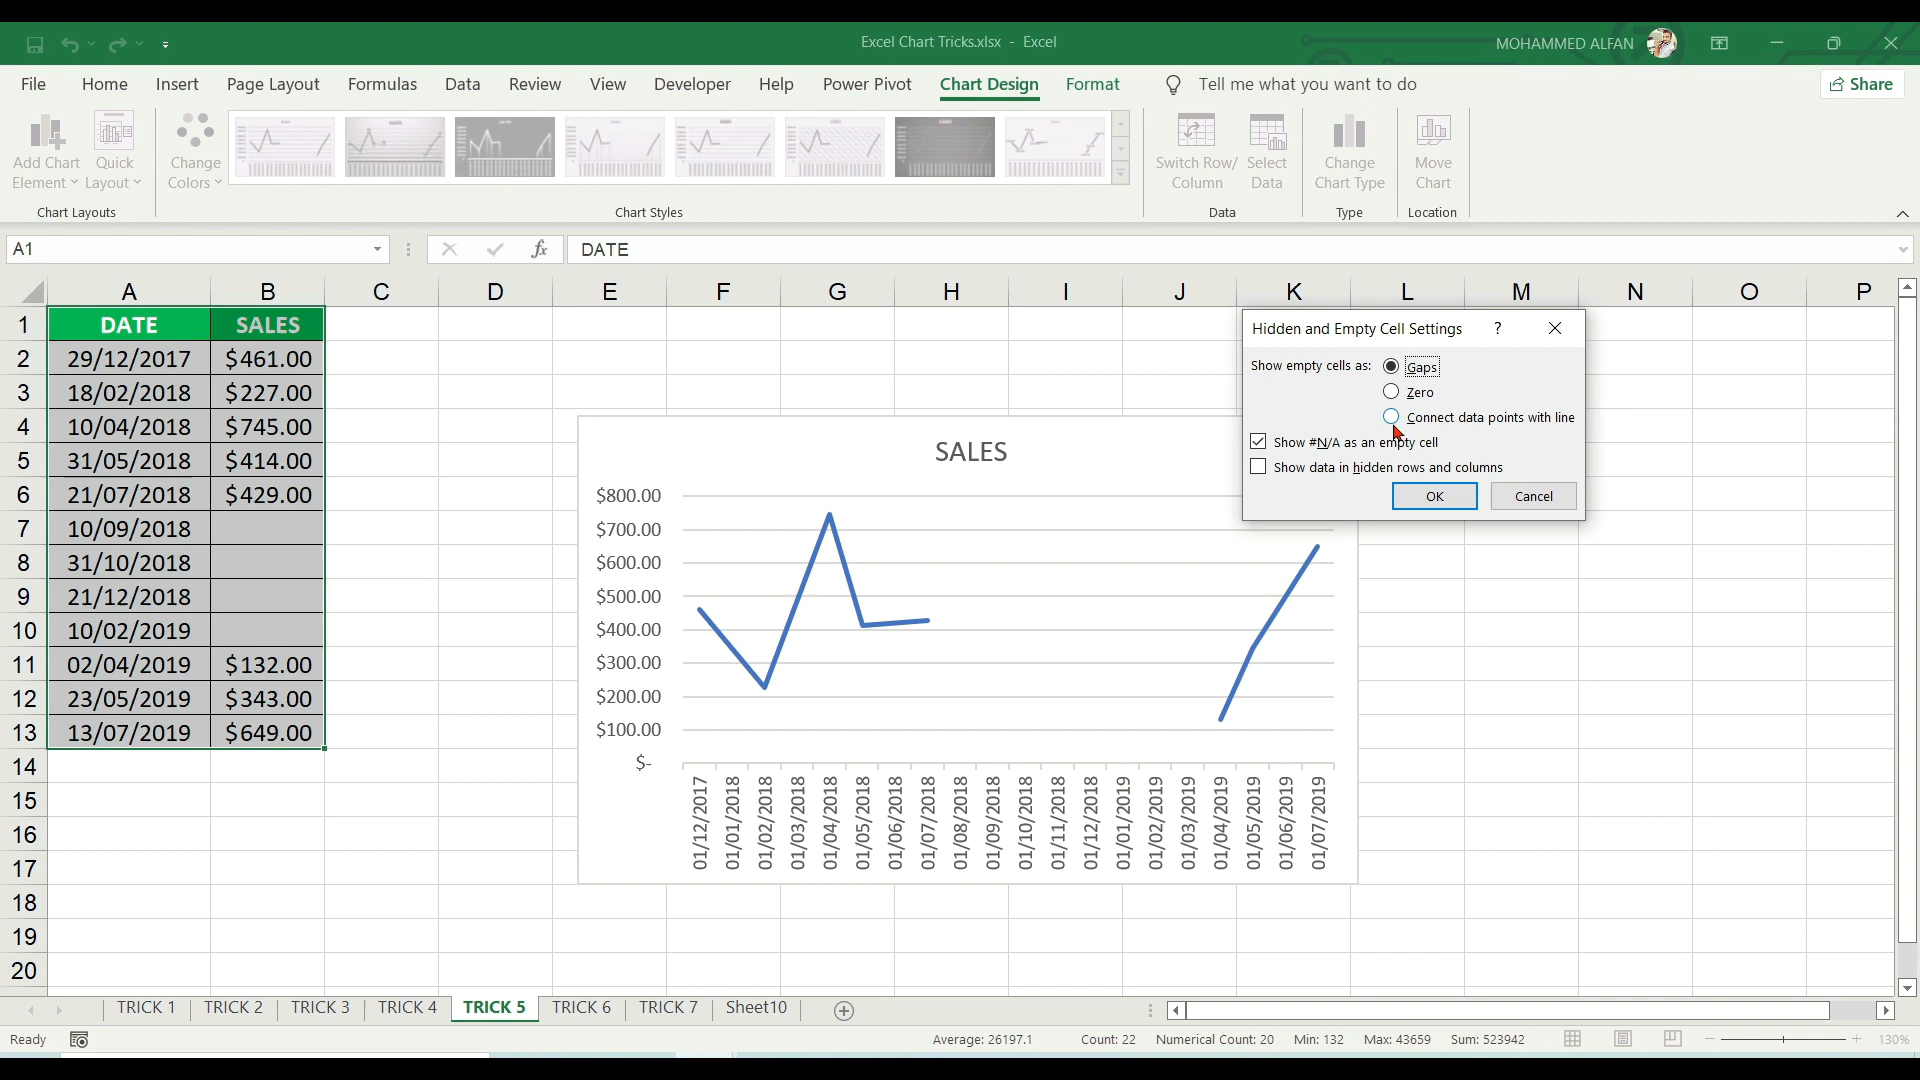 Excel Chart Tricks.xlsx - Excel
MOHAMMED ALFAN
File Home Insert Page Layout Formulas Data Review View Developer Help Power Pivot Chart Design Format Tell me what you want to do Share
Add Chart Element
Quick Layout
Change Colors
Switch Row/ Column
Select Data
Change Chart Type
Move Chart
Chart Layouts Chart Styles Data Type Location
A1 fx DATE
A B C D E F G H I J K L M N O P
1 DATE SALES
2 29/12/2017 $461.00
3 18/02/2018 $227.00
4 10/04/2018 $745.00
5 31/05/2018 $414.00
6 21/07/2018 $429.00
7 10/09/2018
8 31/10/2018
9 21/12/2018
10 10/02/2019
11 02/04/2019 $132.00
12 23/05/2019 $343.00
13 13/07/2019 $649.00
14
15
16
17
18
19
20
SALES
$800.00
$700.00
$600.00
$500.00
$400.00
$300.00
$200.00
$100.00
$-
01/12/2017 01/01/2018 01/02/2018 01/03/2018 01/04/2018 01/05/2018 01/06/2018 01/07/2018 01/08/2018 01/09/2018 01/10/2018 01/11/2018 01/12/2018 01/01/2019 01/02/2019 01/03/2019 01/04/2019 01/05/2019 01/06/2019 01/07/2019
Hidden and Empty Cell Settings ?
Show empty cells as: Gaps
Zero
Connect data points with line
Show #N/A as an empty cell
Show data in hidden rows and columns
OK Cancel
TRICK 1 TRICK 2 TRICK 3 TRICK 4 TRICK 5 TRICK 6 TRICK 7 Sheet10
Ready Average: 26197.1 Count: 22 Numerical Count: 20 Min: 132 Max: 43659 Sum: 523942 130%